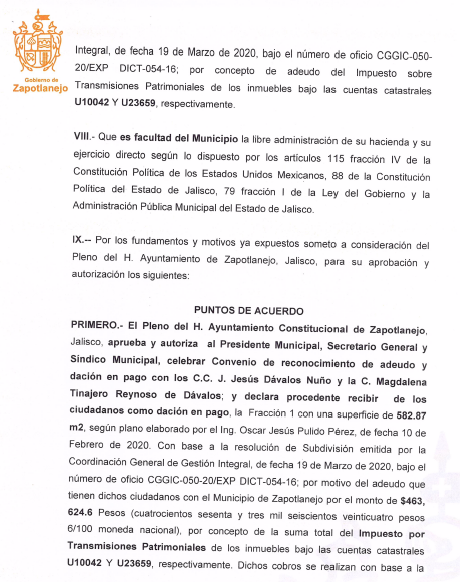 Gobierno de
Zapotlanejo
Integral, de fecha 19 de Marzo de 2020, bajo el número de oficio CGGIC-050-
20/EXP DICT-054-16; por concepto de adeudo del Impuesto sobre
Transmisiones Patrimoniales de los inmuebles bajo las cuentas catastrales
U10042 Y U23659, respectivamente.
VIII.- Que es facultad del Municipio la libre administración de su hacienda y su
ejercicio directo según lo dispuesto por los artículos 115 fracción IV de la
Constitución Política de los Estados Unidos Mexicanos, 88 de la Constitución
Política del Estado de Jalisco, 79 fracción I de la Ley del Gobierno y la
Administración Pública Municipal del Estado de Jalisco.
IX.-- Por los fundamentos y motivos ya expuestos someto a consideración del
Pleno del H. Ayuntamiento de Zapotlanejo, Jalisco, para su aprobación y
autorización los siguientes:
PUNTOS DE ACUERDO
PRIMERO.- El Pleno del H. Ayuntamiento Constitucional de Zapotlanejo,
Jalisco, aprueba y autoriza al Presidente Municipal, Secretario General y
Síndico Municipal, celebrar Convenio de reconocimiento de adeudo y
dación en pago con los C.C. J. Jesús Dávalos Nuño y la C. Magdalena
Tinajero Reynoso de Dávalos; y declara procedente recibir de los
ciudadanos como dación en pago, la Fracción 1 con una superficie de 582.87
m2, según plano elaborado por el Ing. Oscar Jesús Pulido Pérez, de fecha 10 de
Febrero de 2020. Con base a la resolución de Subdivisión emitida por la
Coordinación General de Gestión Integral, de fecha 19 de Marzo de 2020, bajo el
número de oficio CGGIC-050-20/EXP DICT-054-16; por motivo del adeudo que
tienen dichos ciudadanos con el Municipio de Zapotlanejo por el monto de $463,
624.6 Pesos (cuatrocientos sesenta y tres mil seiscientos veinticuatro pesos
6/100 moneda nacional), por concepto de la suma total del Impuesto por
Transmisiones Patrimoniales de los inmuebles bajo las cuentas catastrales
U10042 Y U23659, respectivamente. Dichos cobros se realizan con base a la